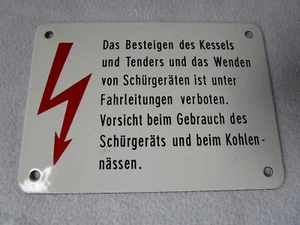 Das Besteigen des Kessels
und Tenders und das Wenden
von Schürgeräten ist unter
Fahrleitungen verboten.
Vorsicht beim Gebrauch des
Schürgeräts und beim Kohlen-
nässen.